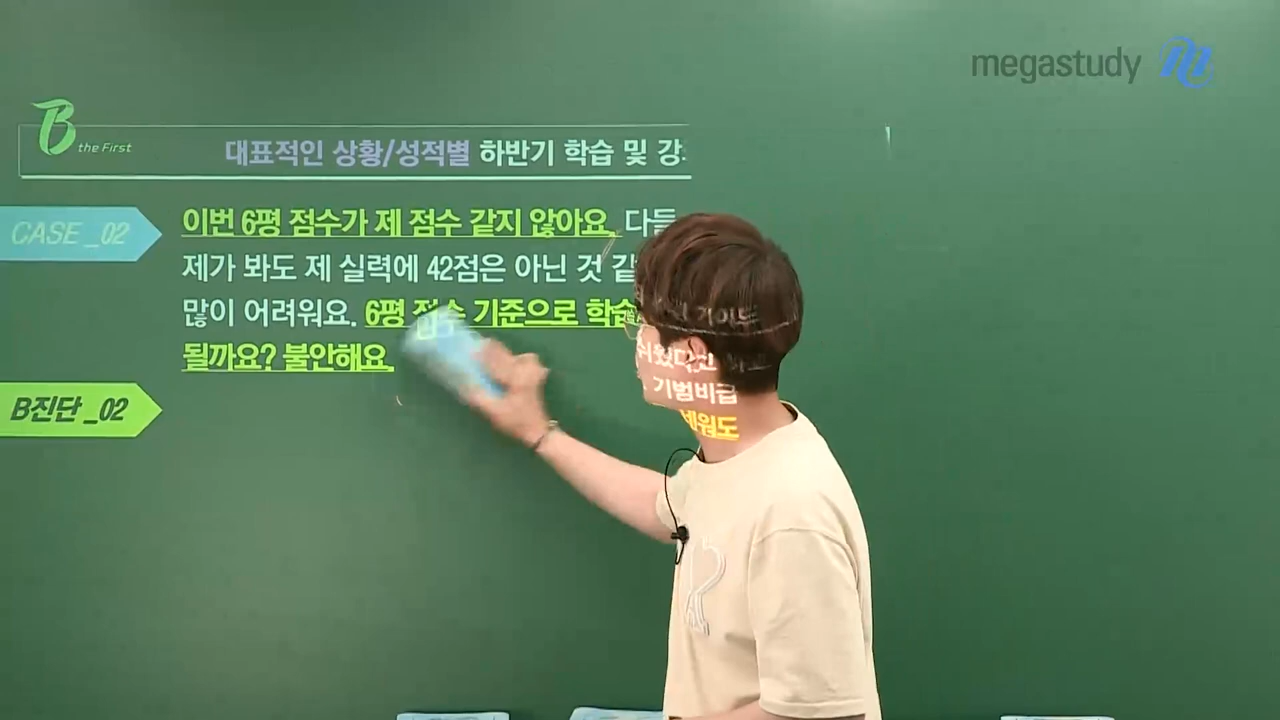 megastudy
B the First
대표적인 상황/성적별 하반기 학습 및 강
CASE _02
이번 6평 점수가 제 점수 같지 않아요. 다들
제가 봐도 제 실력에 42점은 아닌 것 같
많이 어려워요. 6평 점수 기준으로 학습
기범비급
될까요? 불안해요.
B진단 _02